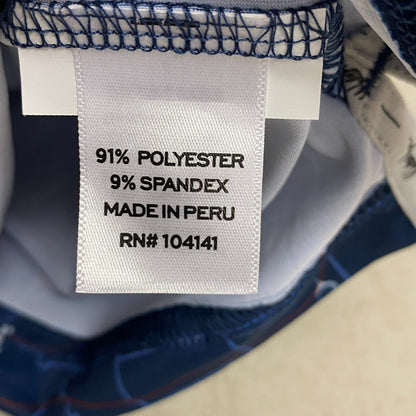 91% POLYESTER
9% SPANDEX
MADE IN PERU
RN# 104141